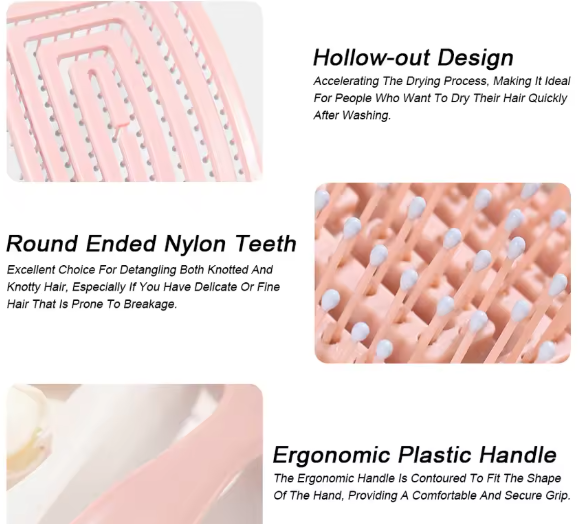 Hollow-out Design
Accelerating The Drying Process, Making It Ideal
For People Who Want To Dry Their Hair Quickly
After Washing.
Round Ended Nylon Teeth
Excellent Choice For Detangling Both Knotted And
Knotty Hair, Especially If You Have Delicate Or Fine
Hair That Is Prone To Breakage.
Ergonomic Plastic Handle
The Ergonomic Handle Is Contoured To Fit The Shape
Of The Hand, Providing A Comfortable And Secure Grip.